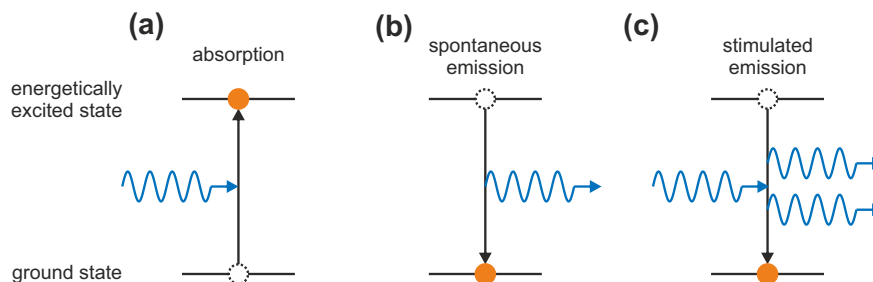 (a)
absorption
(b)
spontaneous
emission
(c)
stimulated
emission
energetically
excited state
ground state